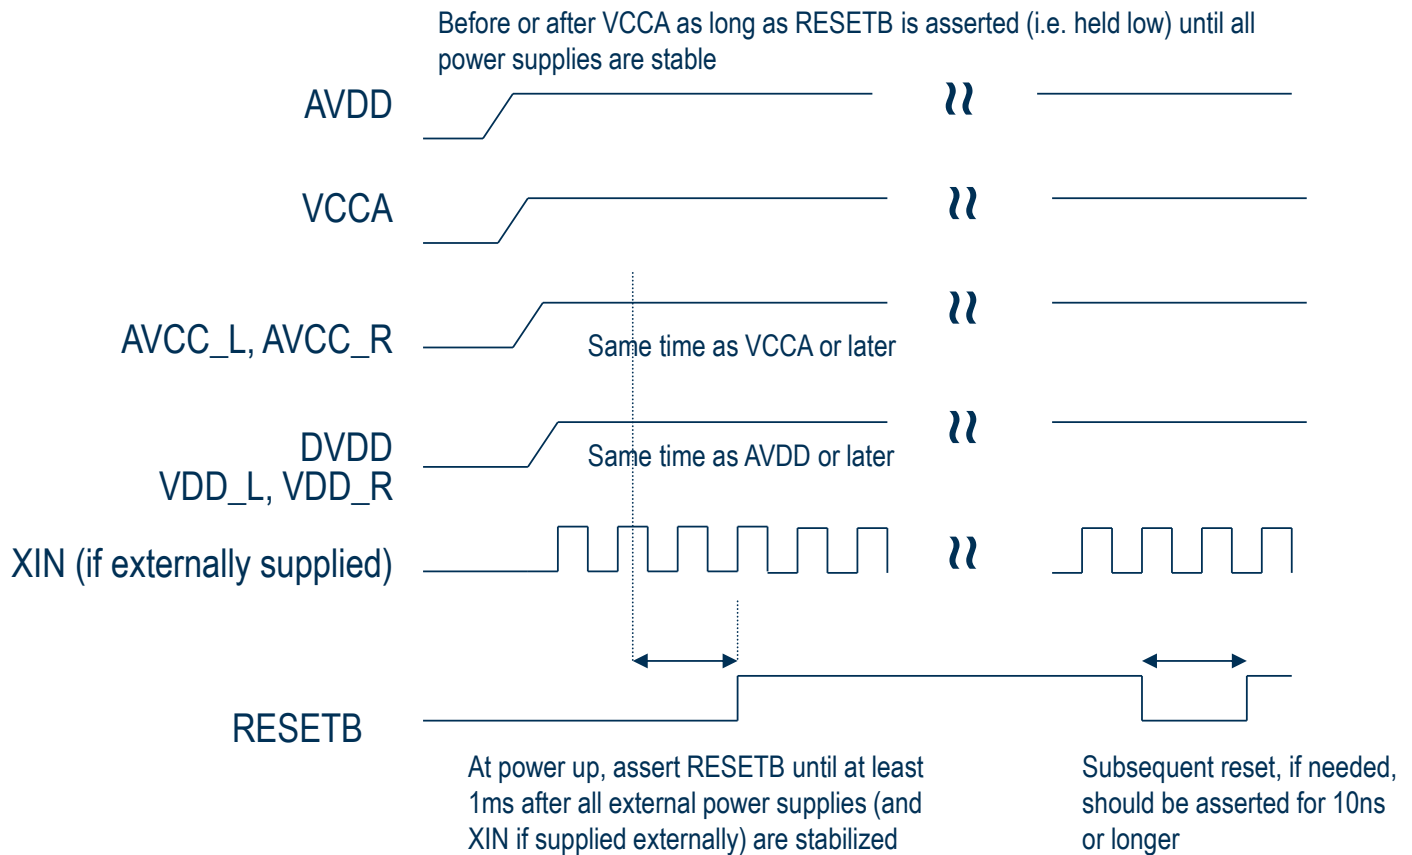 Before or after VCCA as long as RESETB is asserted (i.e. held low) until all
power supplies are stable
AVDD
VCCA
AVCC_L, AVCC_R
Same time as VCCA or later
DVDD
VDD_L, VDD_R
Same time as AVDD or later
XIN (if externally supplied)
RESETB
At power up, assert RESETB until at least
1ms after all external power supplies (and
XIN if supplied externally) are stabilized
Subsequent reset, if needed,
should be asserted for 10ns
or longer